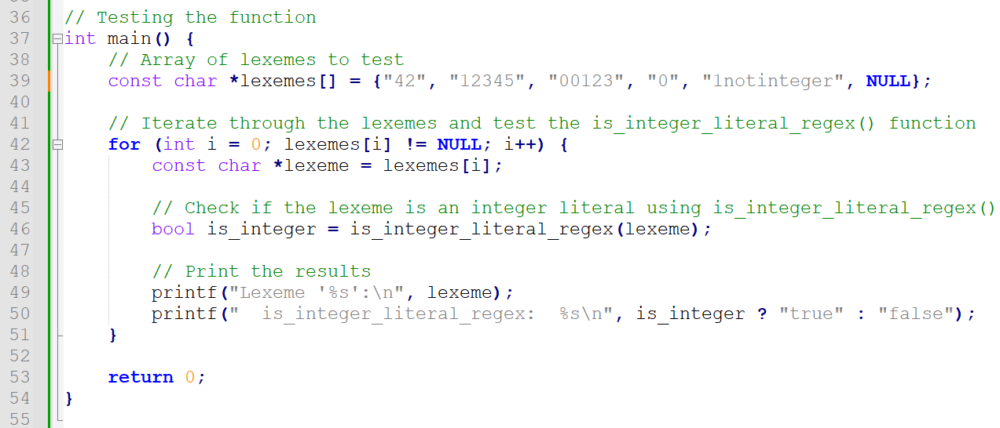 36 // Testing the function
37 int main() {
38     // Array of lexemes to test
39     const char *lexemes[] = {"42", "12345", "00123", "0", "1notinteger", NULL};
40
41     // Iterate through the lexemes and test the is_integer_literal_regex() function
42     for (int i = 0; lexemes[i] != NULL; i++) {
43         const char *lexeme = lexemes[i];
44
45         // Check if the lexeme is an integer literal using is_integer_literal_regex()
46         bool is_integer = is_integer_literal_regex(lexeme);
47
48         // Print the results
49         printf("Lexeme '%s':\n", lexeme);
50         printf("  is_integer_literal_regex:  %s\n", is_integer ? "true" : "false");
51     }
52
53     return 0;
54 }
55